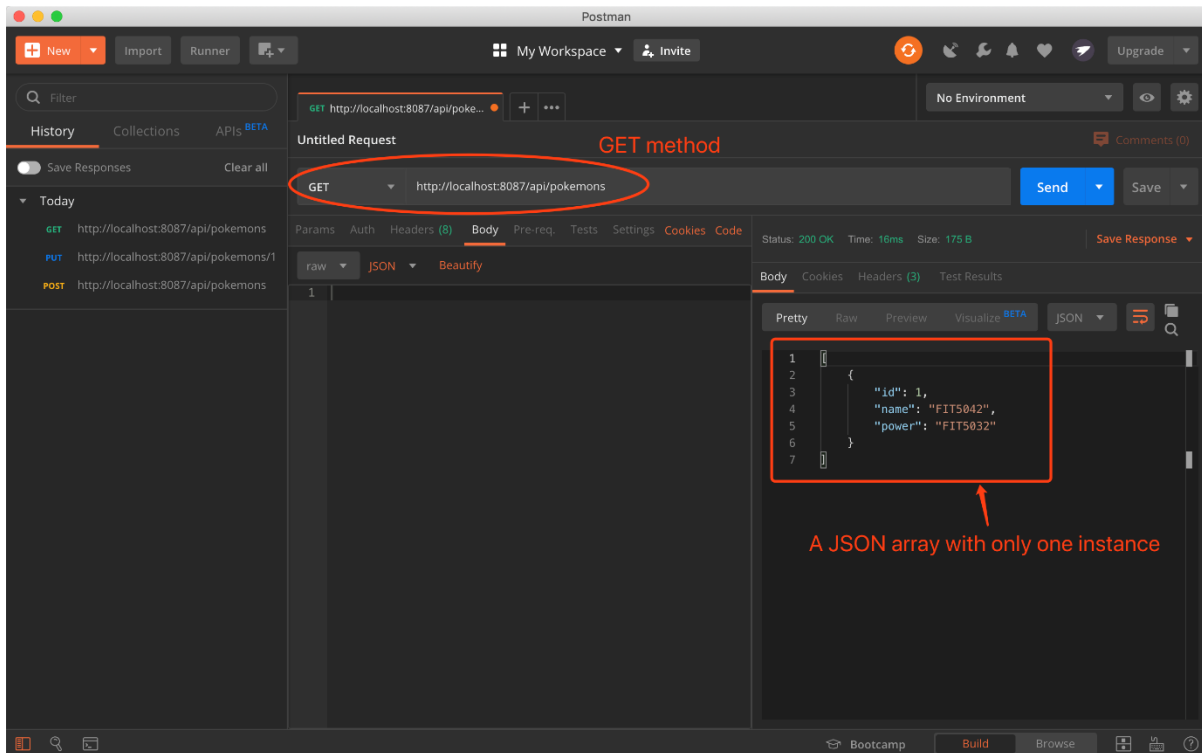 Postman
New
Import
Runner
My Workspace
Invite
Upgrade
Filter
History
Collections
APIs BETA
Save Responses
Clear all
Today
GET http://localhost:8087/api/pokemons
PUT http://localhost:8087/api/pokemons/1
POST http://localhost:8087/api/pokemons
GET http://localhost:8087/api/poke...
No Environment
Untitled Request
GET method
Comments (0)
GET http://localhost:8087/api/pokemons
Send
Save
Params Auth Headers (8) Body Pre-req. Tests Settings Cookies Code
raw JSON Beautify
1
Status: 200 OK Time: 16ms Size: 175 B
Save Response
Body Cookies Headers (3) Test Results
Pretty Raw Preview Visualize BETA JSON
1 [
2 {
3 "id": 1,
4 "name": "FIT5042",
5 "power": "FIT5032"
6 }
7 ]
A JSON array with only one instance
Bootcamp
Build
Browse